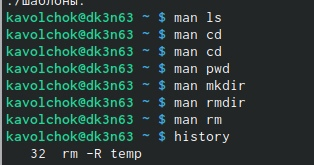 ./шаблоны:
kavolchok@dk3n63 ~ $ man ls
kavolchok@dk3n63 ~ $ man cd
kavolchok@dk3n63 ~ $ man cd
kavolchok@dk3n63 ~ $ man pwd
kavolchok@dk3n63 ~ $ man mkdir
kavolchok@dk3n63 ~ $ man rmdir
kavolchok@dk3n63 ~ $ man rm
kavolchok@dk3n63 ~ $ history
32  rm -R temp